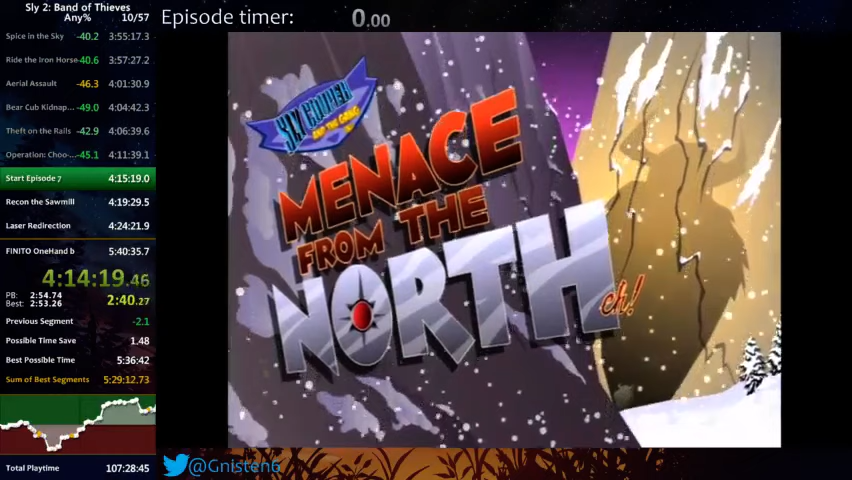 Sly 2: Band of Thieves
Any% 10/57
Spice in the Sky -40.2 3:55:17.3
Ride the Iron Horse -40.6 3:57:27.2
Aerial Assault -46.3 4:01:30.9
Bear Cub Kidnap... -49.0 4:04:42.3
Theft on the Rails -42.9 4:06:39.6
Operation: Choo-... -45.1 4:11:39.1
Start Episode 7 4:15:19.0
Recon the Sawmill 4:19:29.5
Laser Redirection 4:24:21.9
FINITO OneHand b 5:40:35.7
4:14:19.46
PB: 2:54.74
Best: 2:53.26
2:40.27
Previous Segment -2.1
Possible Time Save 1.48
Best Possible Time 5:36:42
Sum of Best Segments 5:29:12.73
Total Playtime 107:28:45
Episode timer: 0.00
SLY COOPER
AND THE GANG
IN
MENACE
FROM THE
NORTH
eh!
@Gnisten6